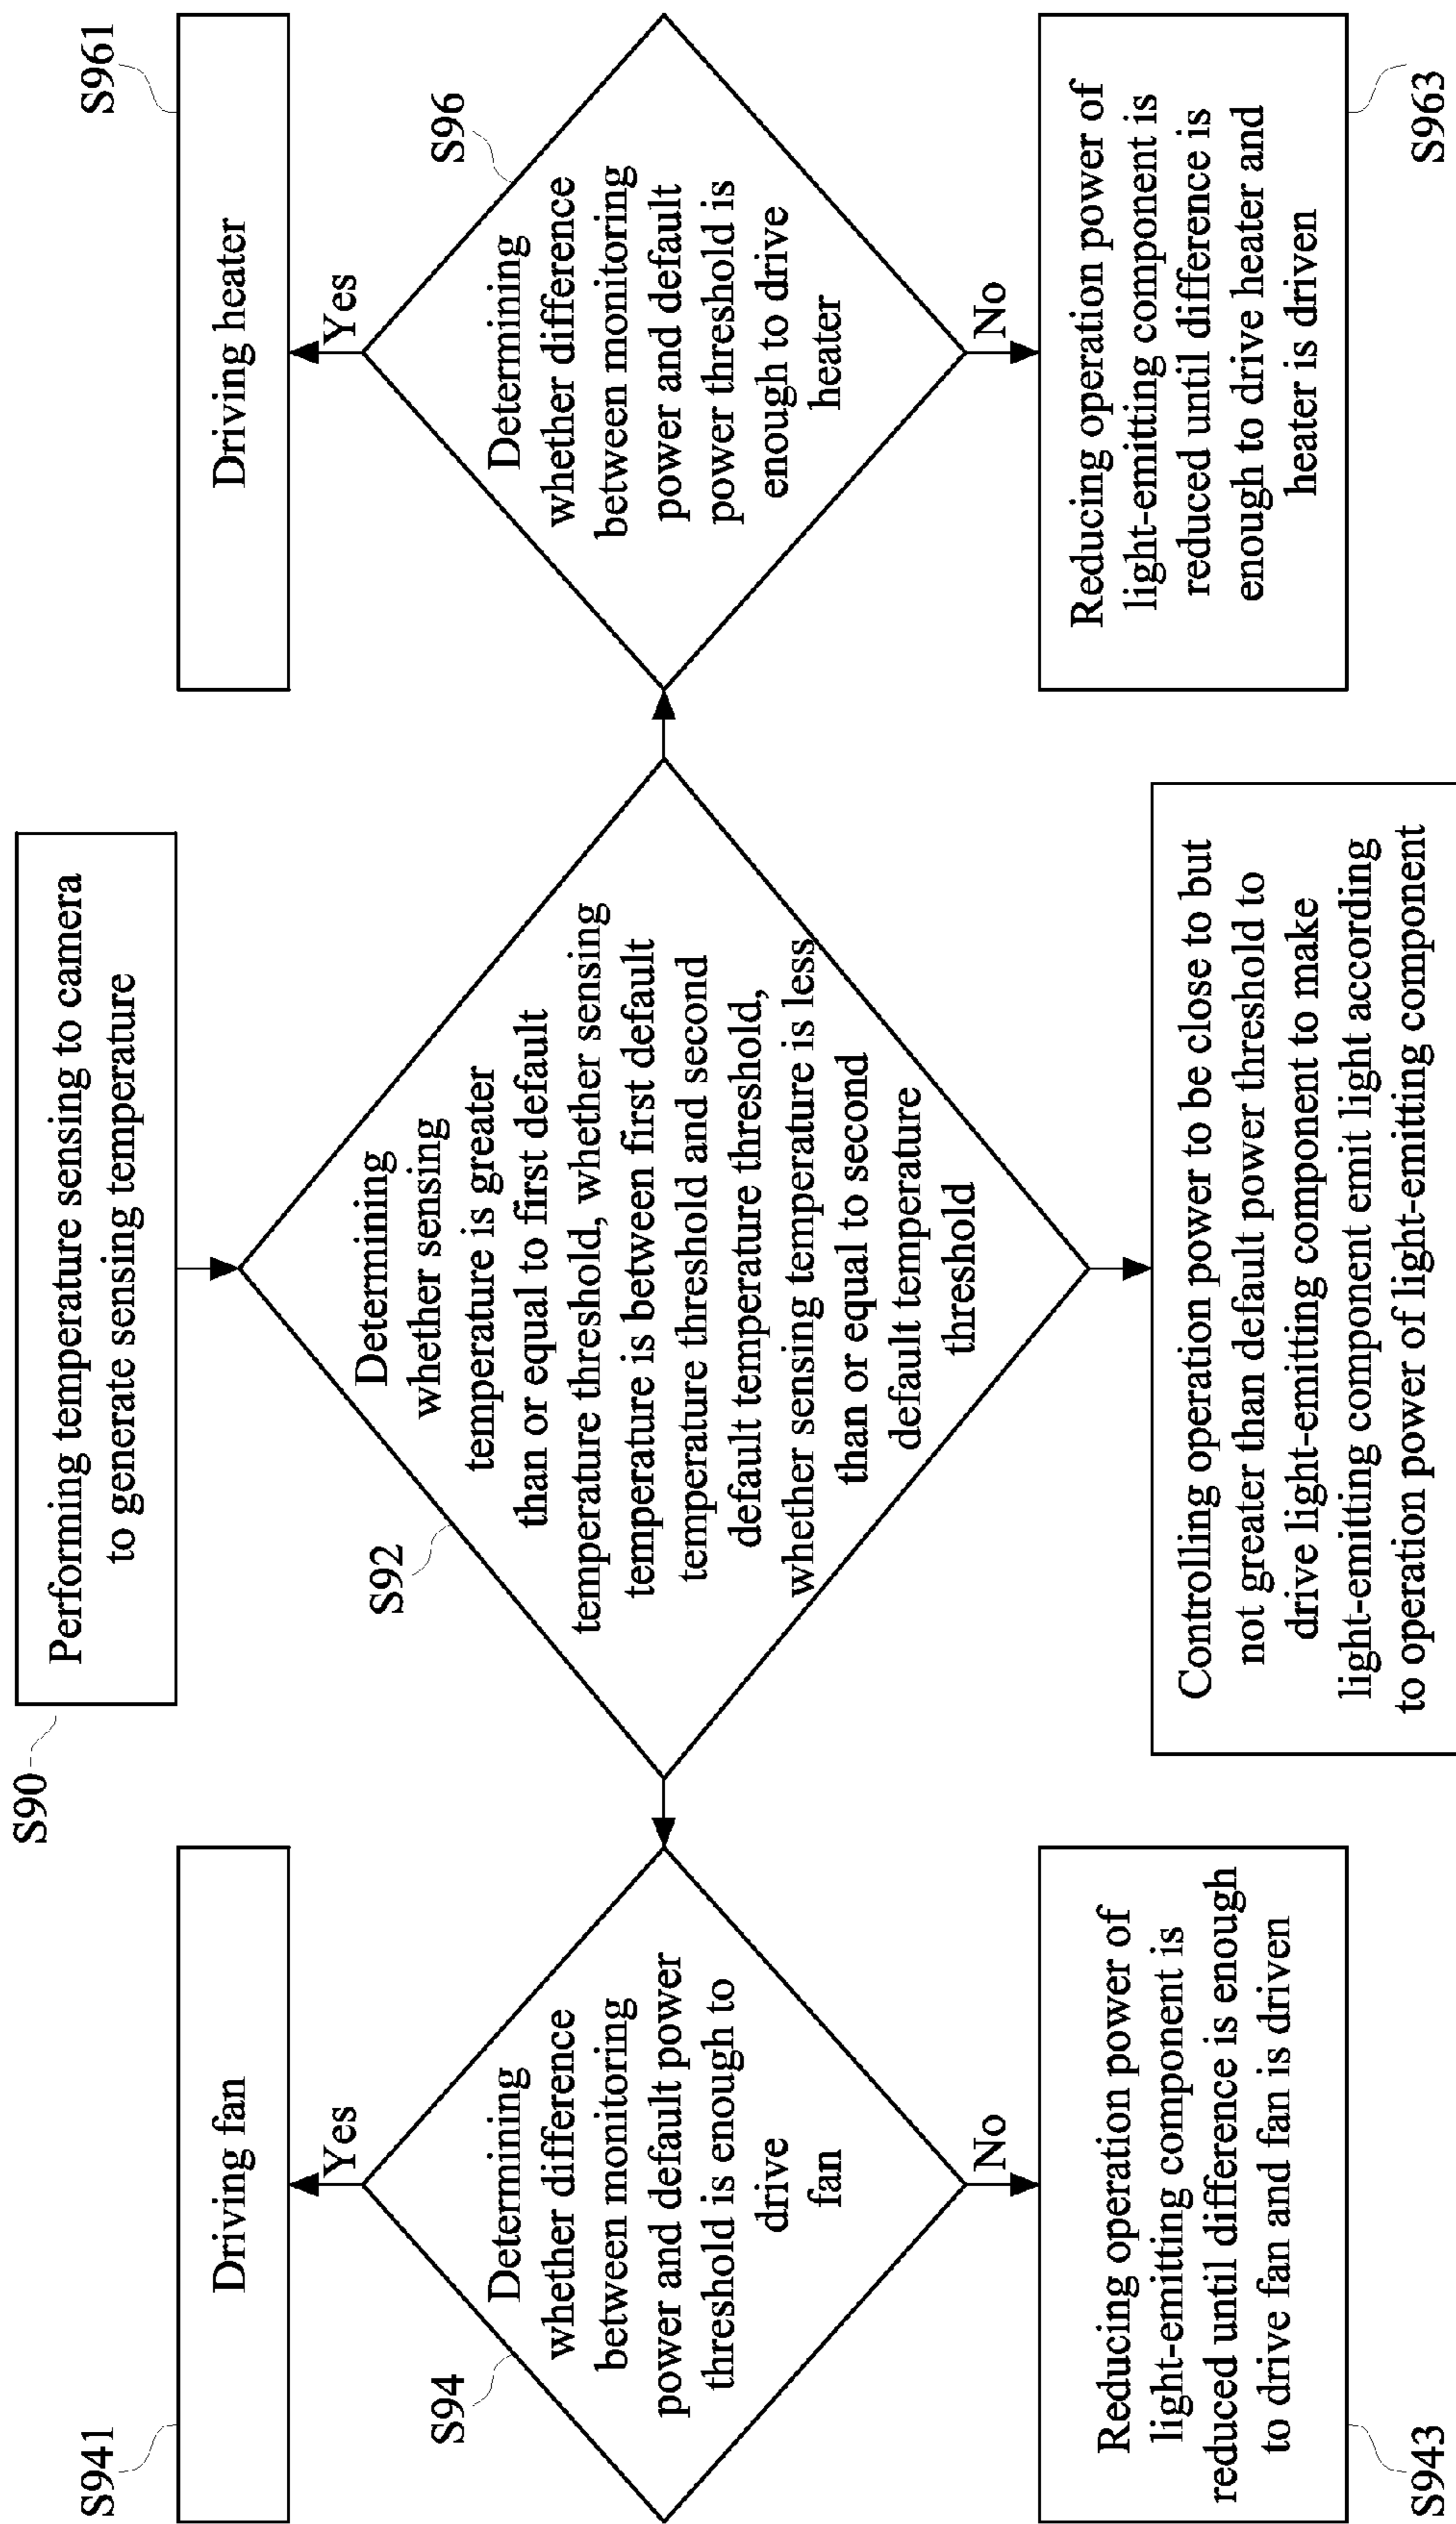 S90
Performing temperature sensing to camera
to generate sensing temperature
S92
Determining
whether sensing
temperature is greater
than or equal to first default
temperature threshold, whether sensing
temperature is between first default
temperature threshold and second
default temperature threshold,
whether sensing temperature is less
than or equal to second
default temperature
threshold
S941
Driving fan
Yes
S94
Determining
whether difference
between monitoring
power and default power
threshold is enough to
drive
fan
No
Reducing operation power of
light-emitting component is
reduced until difference is enough
to drive fan and fan is driven
S943
Controlling operation power to be close to but
not greater than default power threshold to
drive light-emitting component to make
light-emitting component emit light according
to operation power of light-emitting component
S961
Driving heater
Yes
S96
Determining
whether difference
between monitoring
power and default
power threshold is
enough to drive
heater
No
Reducing operation power of
light-emitting component is
reduced until difference is
enough to drive heater and
heater is driven
S963